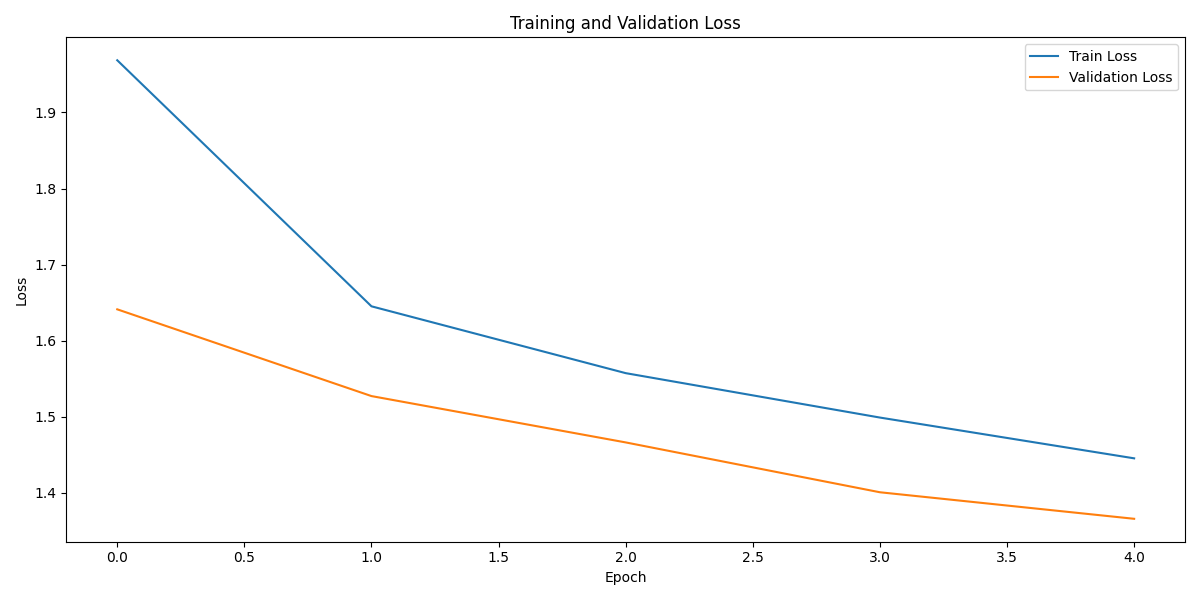 Training and Validation Loss
Train Loss
Validation Loss
Loss
1.9
1.8
1.7
1.6
1.5
1.4
0.0 0.5 1.0 1.5 2.0 2.5 3.0 3.5 4.0
Epoch